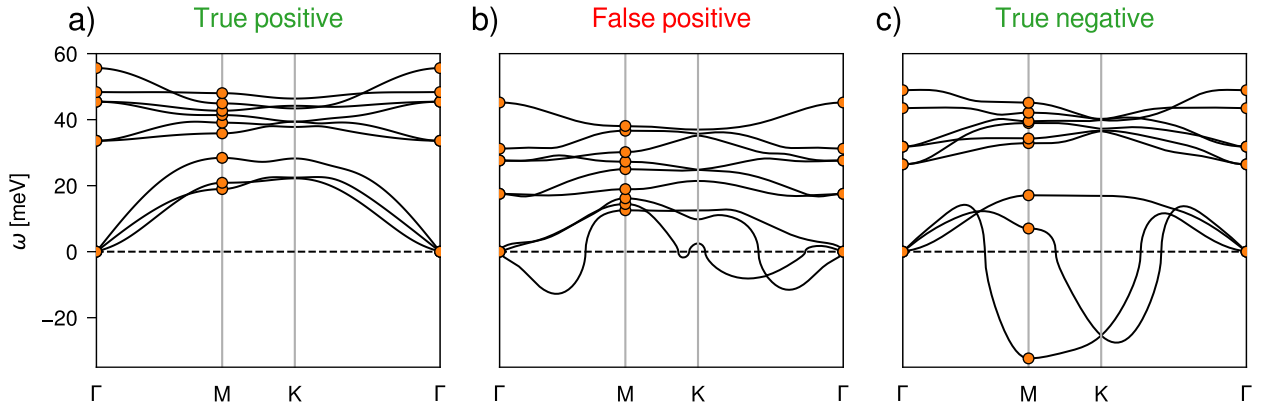 a) True positive
b) False positive
c) True negative
60
40
20
0
−20
ω [meV]
Γ M K Γ
Γ M K Γ
Γ M K Γ